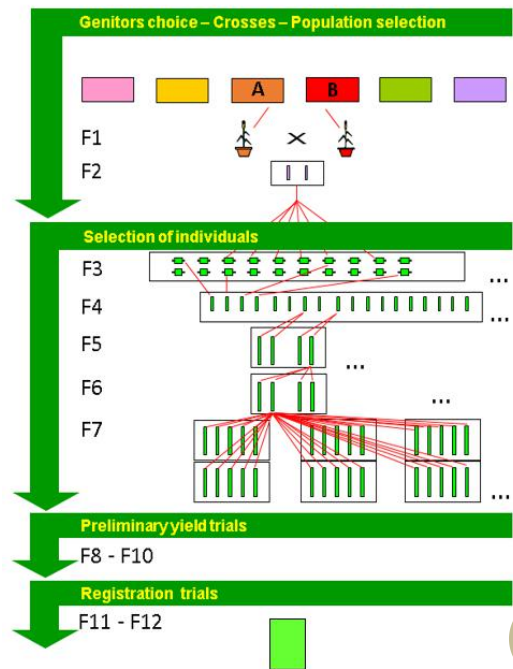 Genitors choice – Crosses – Population selection
A B
F1
F2
Selection of individuals
F3
...
F4
...
F5
...
F6
...
F7
...
Preliminary yield trials
F8 - F10
Registration trials
F11 - F12